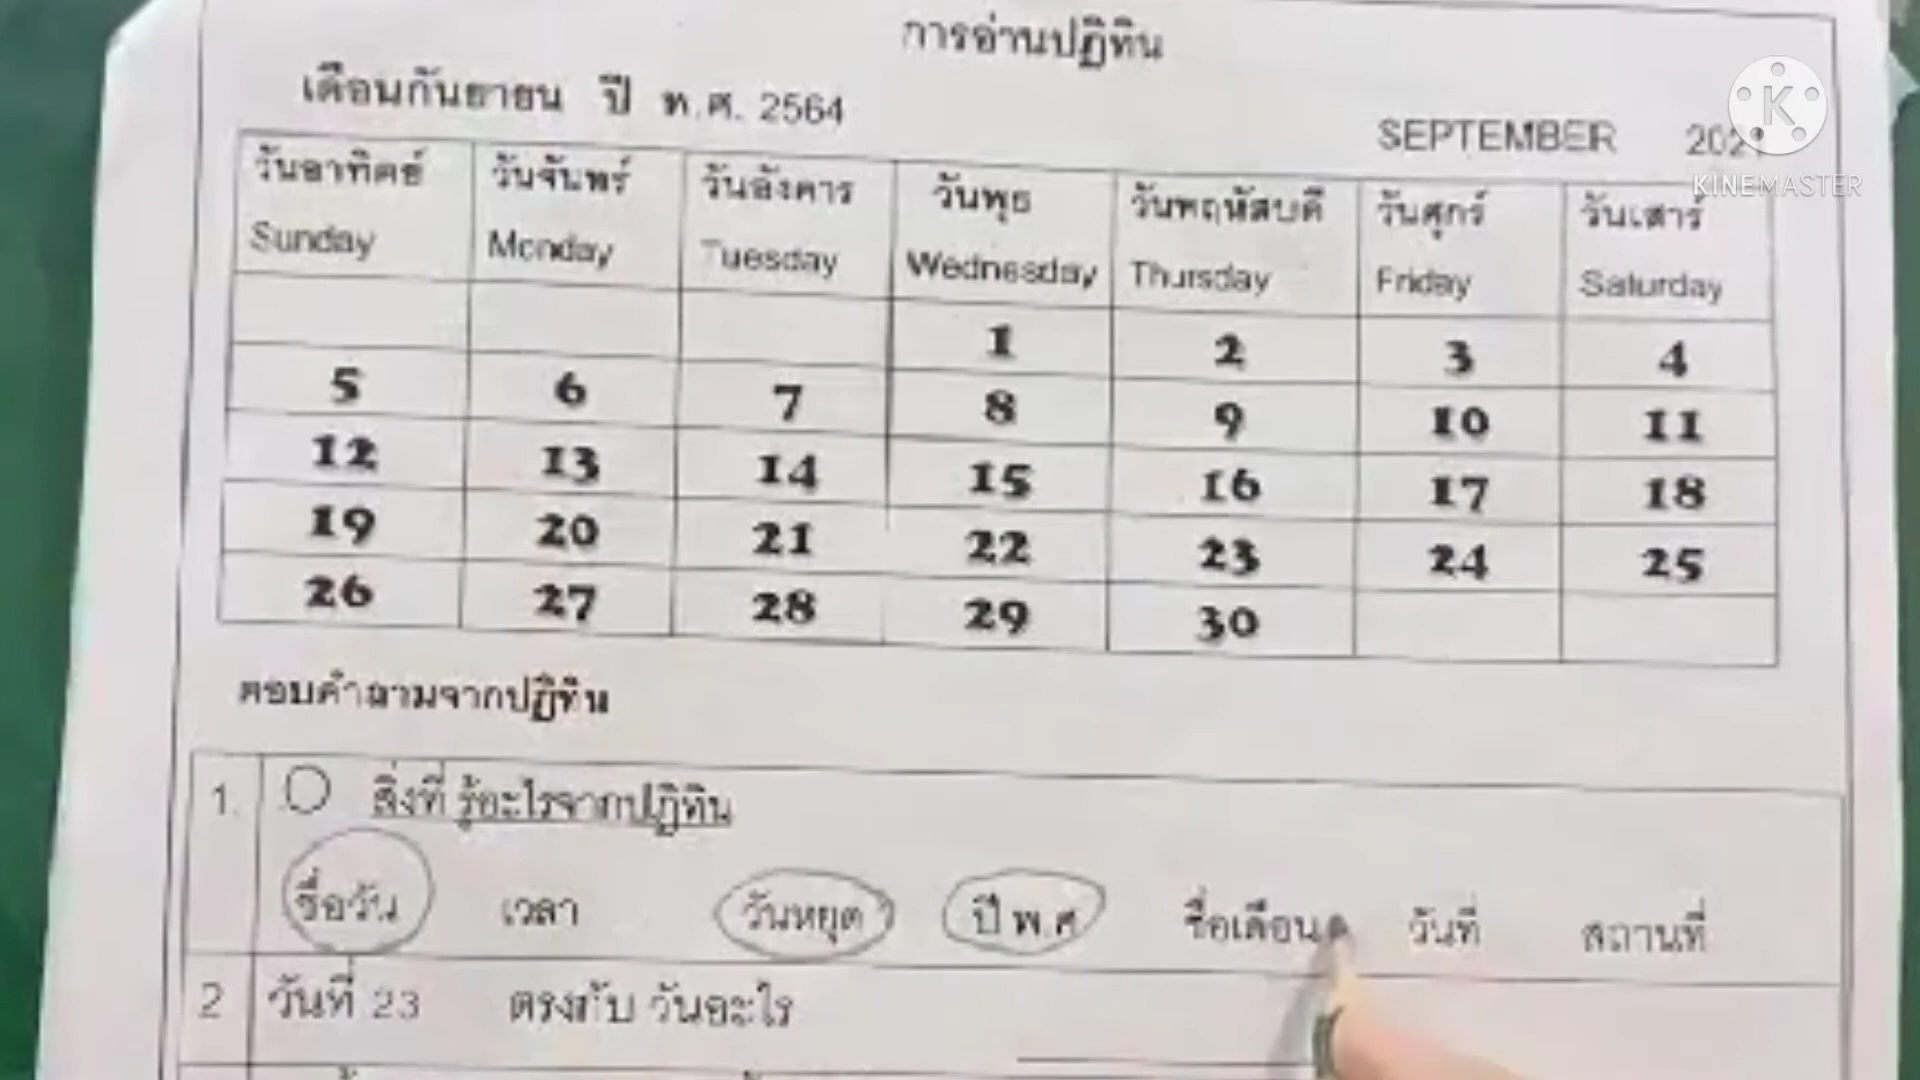 การอ่านปฏิทิน
เดือนกันยายน ปี พ.ศ. 2564
SEPTEMBER 2021
KINEMASTER
วันอาทิตย์ วันจันทร์ วันอังคาร วันพุธ วันพฤหัสบดี วันศุกร์ วันเสาร์
Sunday Monday Tuesday Wednesday Thursday Friday Saturday
1 2 3 4
5 6 7 8 9 10 11
12 13 14 15 16 17 18
19 20 21 22 23 24 25
26 27 28 29 30
ตอบคำถามจากปฏิทิน
1. สิ่งที่ รู้อะไรจากปฏิทิน
ชื่อวัน เวลา วันหยุด ปี พ.ศ ชื่อเดือน วันที่ สถานที่
2 วันที่ 23 ตรงกับ วันอะไร